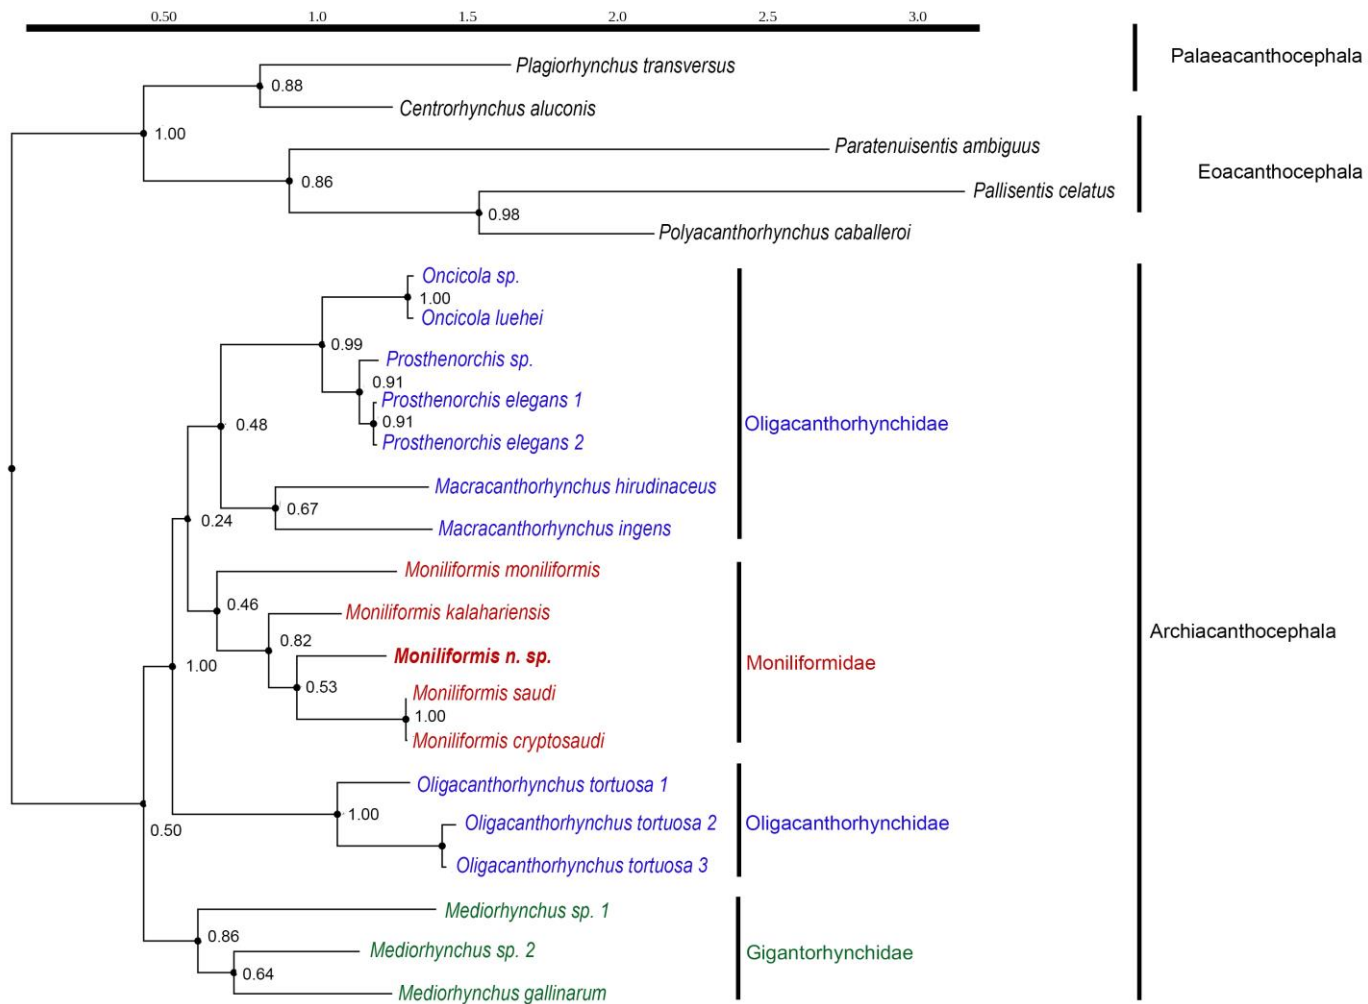 0.50 1.0 1.5 2.0 2.5 3.0
Plagiorhynchus transversus
Palaeacanthocephala
0.88
Centrorhynchus aluconis
1.00
Paratenuisentis ambiguus
Eoacanthocephala
0.86
Pallisentis celatus
0.98
Polyacanthorhynchus caballeroi
Oncicola sp.
1.00
Oncicola luehei
0.99
Prosthenorchis sp.
0.91
Prosthenorchis elegans 1
0.91
Oligacanthorhynchidae
0.48
Prosthenorchis elegans 2
Macracanthorhynchus hirudinaceus
0.67
0.24
Macracanthorhynchus ingens
Moniliformis moniliformis
0.46
Moniliformis kalahariensis
Archiacanthocephala
0.82
Moniliformis n. sp.
Moniliformidae
1.00
0.53
Moniliformis saudi
1.00
Moniliformis cryptosaudi
Oligacanthorhynchus tortuosa 1
1.00
Oligacanthorhynchus tortuosa 2
Oligacanthorhynchidae
0.50
Oligacanthorhynchus tortuosa 3
Mediorhynchus sp. 1
0.86
Mediorhynchus sp. 2
Gigantorhynchidae
0.64
Mediorhynchus gallinarum